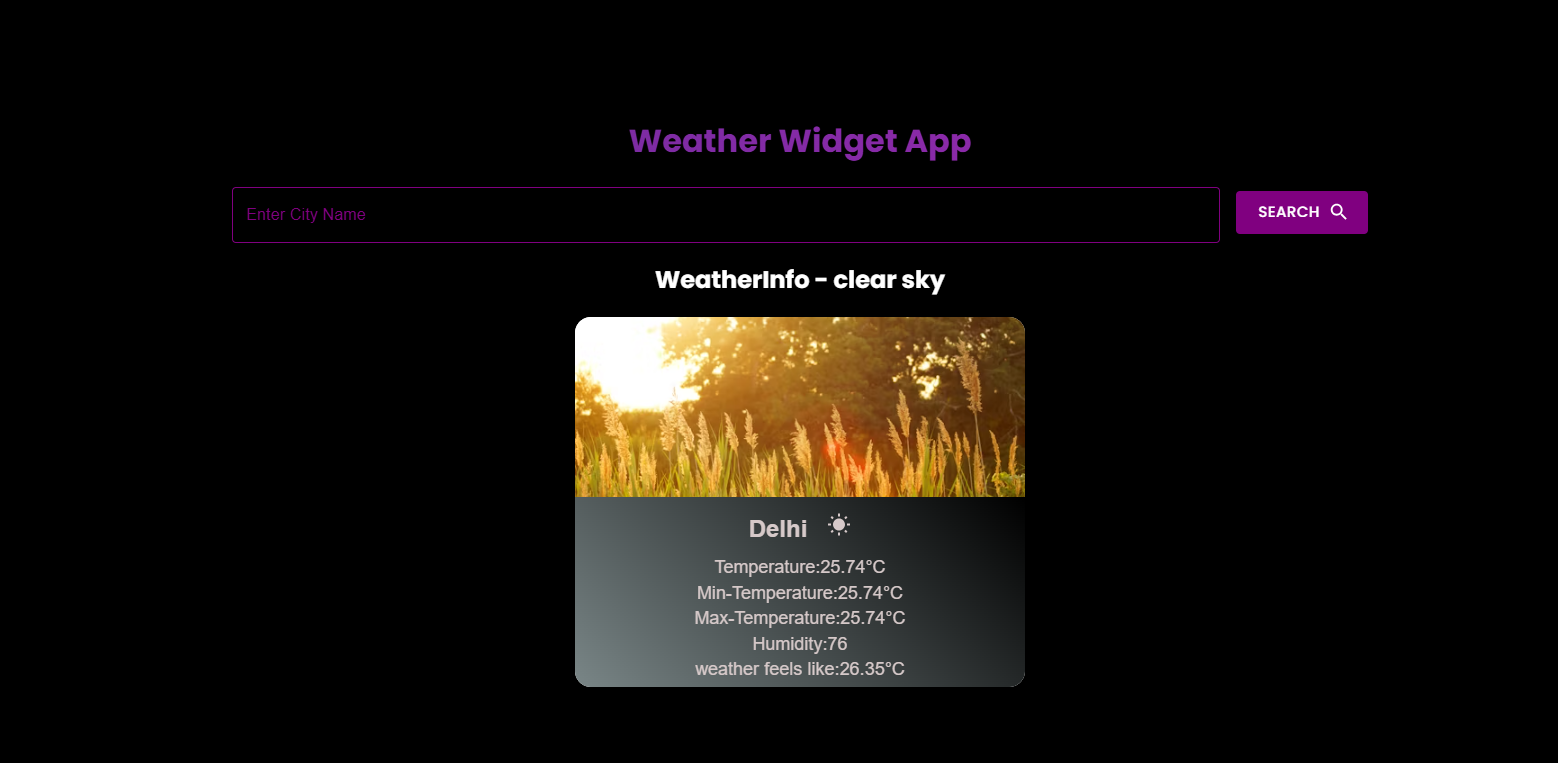 Weather Widget App
Enter City Name
SEARCH
WeatherInfo - clear sky
Delhi
Temperature:25.74°C
Min-Temperature:25.74°C
Max-Temperature:25.74°C
Humidity:76
weather feels like:26.35°C